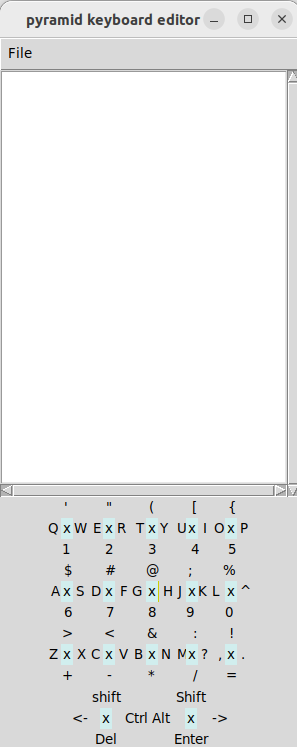 pyramid keyboard editor
File
' " ( [ {
Q x W E x R T x Y U x I O x P
1 2 3 4 5
$ # @ ; %
A x S D x F G x H J x K L x ^
6 7 8 9 0
> < & : !
Z x X C x V B x N M x ? , x .
+ - * / =
shift Shift
<- x Ctrl Alt x ->
Del Enter